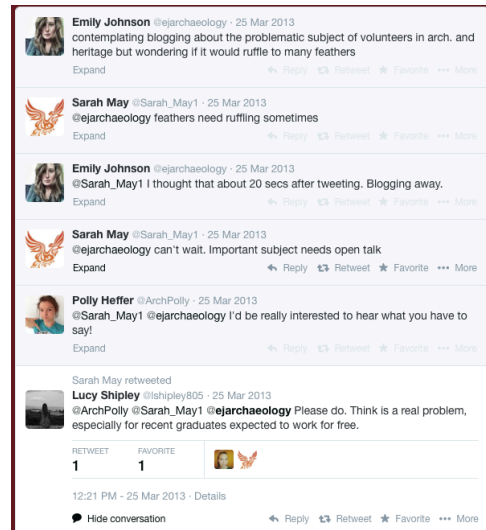 Emily Johnson @ejarchaeology · 25 Mar 2013
contemplating blogging about the problematic subject of volunteers in arch. and
heritage but wondering if it would ruffle to many feathers
Expand Reply Retweet Favorite More
Sarah May @Sarah_May1 · 25 Mar 2013
@ejarchaeology feathers need ruffling sometimes
Expand Reply Retweet Favorite More
Emily Johnson @ejarchaeology · 25 Mar 2013
@Sarah_May1 I thought that about 20 secs after tweeting. Blogging away.
Expand Reply Retweet Favorite More
Sarah May @Sarah_May1 · 25 Mar 2013
@ejarchaeology can't wait. Important subject needs open talk
Expand Reply Retweet Favorite More
Polly Heffer @ArchPolly · 25 Mar 2013
@Sarah_May1 @ejarchaeology I'd be really interested to hear what you have to
say!
Expand Reply Retweet Favorite More
Sarah May retweeted
Lucy Shipley @lshipley805 · 25 Mar 2013
@ArchPolly @Sarah_May1 @ejarchaeology Please do. Think is a real problem,
especially for recent graduates expected to work for free.
RETWEET FAVORITE
1 1
12:21 PM - 25 Mar 2013 · Details
Hide conversation Reply Retweet Favorite More